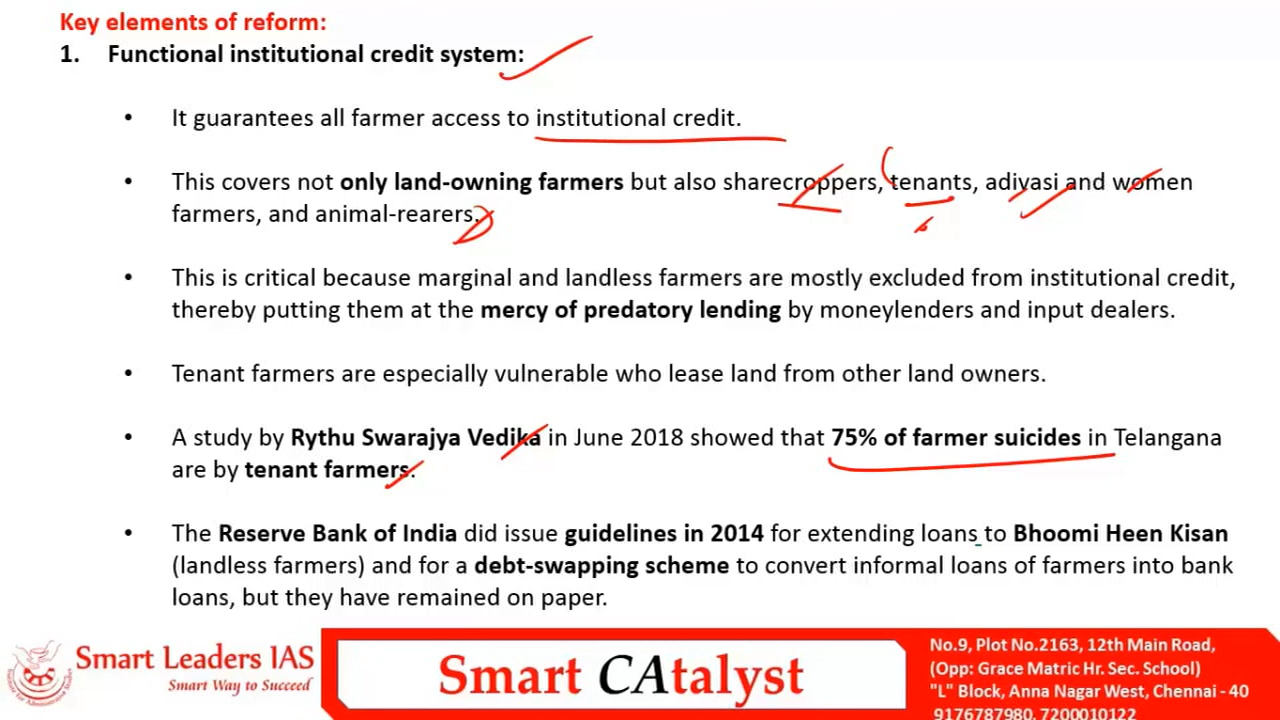 Key elements of reform:
1. Functional institutional credit system:
• It guarantees all farmer access to institutional credit.
• This covers not only land-owning farmers but also sharecroppers, tenants, adivasi and women
farmers, and animal-rearers.
• This is critical because marginal and landless farmers are mostly excluded from institutional credit,
thereby putting them at the mercy of predatory lending by moneylenders and input dealers.
• Tenant farmers are especially vulnerable who lease land from other land owners.
• A study by Rythu Swarajya Vedika in June 2018 showed that 75% of farmer suicides in Telangana
are by tenant farmers.
• The Reserve Bank of India did issue guidelines in 2014 for extending loans to Bhoomi Heen Kisan
(landless farmers) and for a debt-swapping scheme to convert informal loans of farmers into bank
loans, but they have remained on paper.
Smart Leaders IAS
Smart Way to Succeed
Smart CAtalyst
No.9, Plot No.2163, 12th Main Road,
(Opp: Grace Matric Hr. Sec. School)
"L" Block, Anna Nagar West, Chennai - 40
9176787980, 7200010122